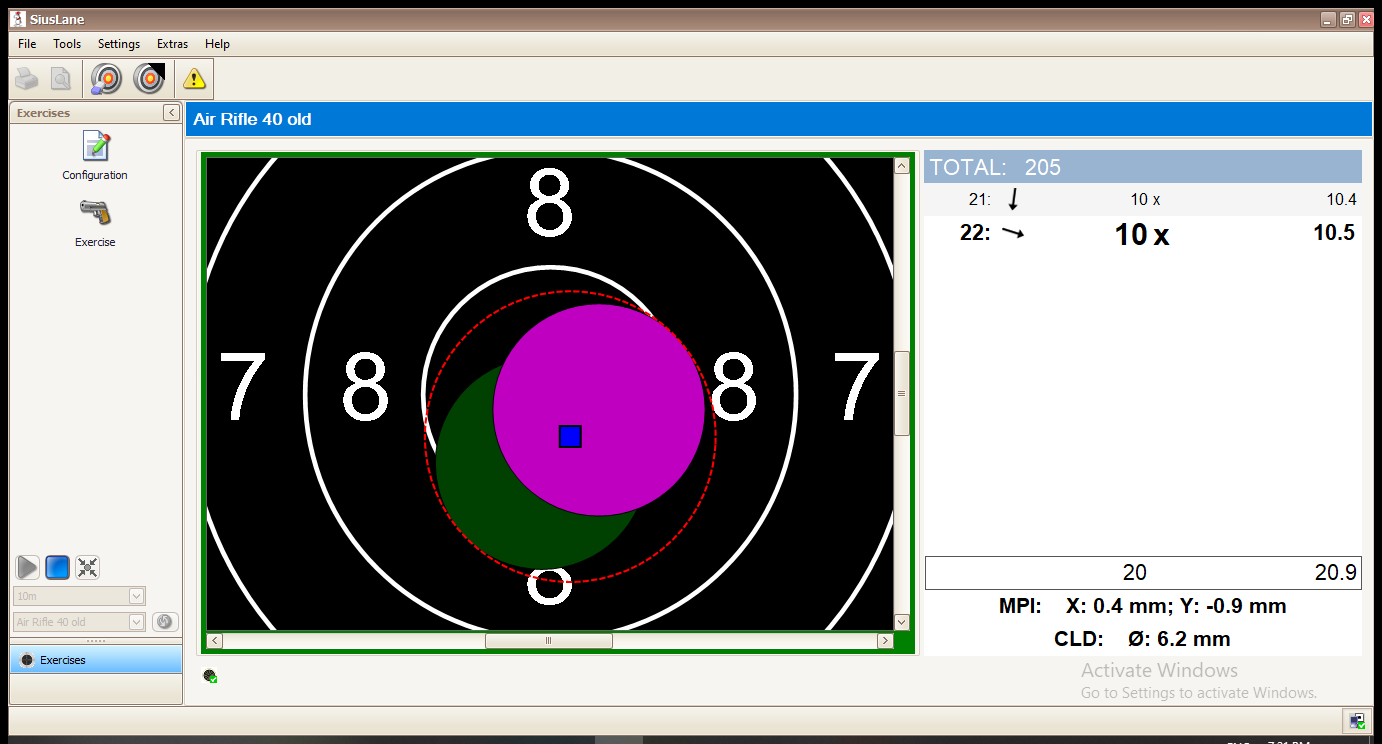 SiusLane
File Tools Settings Extras Help
Exercises
Configuration
Exercise
10m
Air Rifle 40 old
Exercises
Air Rifle 40 old
8
7 8 8 7
TOTAL: 205
21: 10 x 10.4
22: 10 x 10.5
20 20.9
MPI: X: 0.4 mm; Y: -0.9 mm
CLD: Ø: 6.2 mm
Activate Windows
Go to Settings to activate Windows.